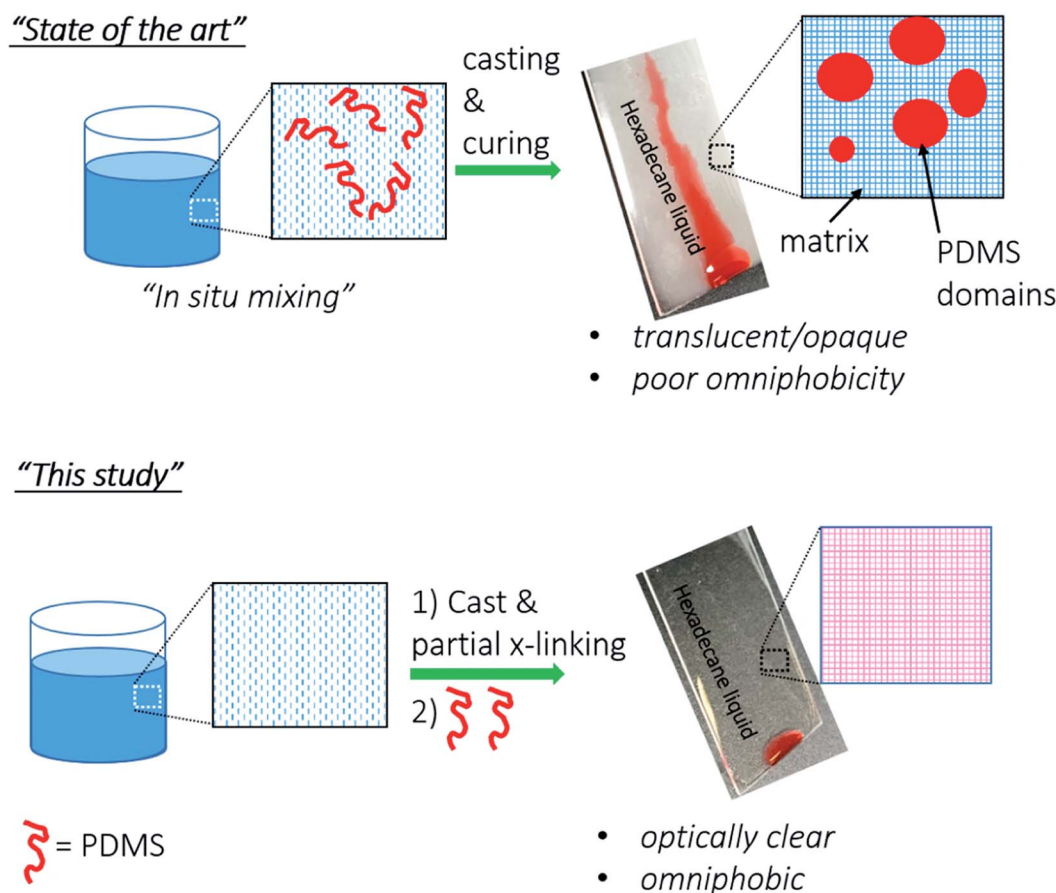 “State of the art”
casting
&
curing
“In situ mixing”
Hexadecane liquid
matrix
PDMS
domains
• translucent/opaque
• poor omniphobicity
“This study”
1) Cast &
partial x-linking
2)
Hexadecane liquid
= PDMS
• optically clear
• omniphobic